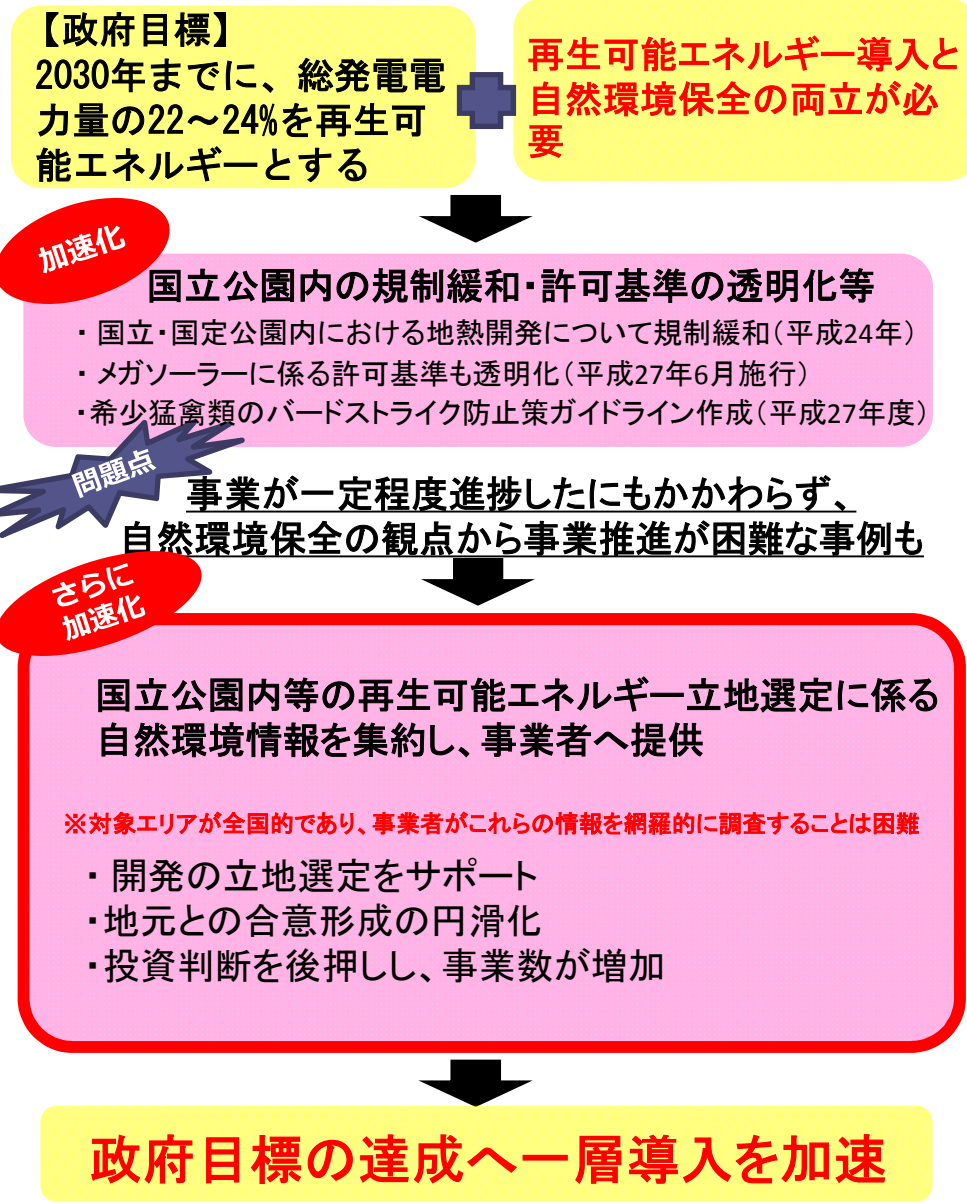 【政府目標】
2030年までに、総発電電
力量の22～24%を再生可
能エネルギーとする
再生可能エネルギー導入と
自然環境保全の両立が必
要
加速化
国立公園内の規制緩和・許可基準の透明化等
・国立・国定公園内における地熱開発について規制緩和（平成24年）
・メガソーラーに係る許可基準も透明化（平成27年6月施行）
・希少猛禽類のバードストライク防止策ガイドライン作成（平成27年度）
問題点
事業が一定程度進捗したにもかかわらず、
自然環境保全の観点から事業推進が困難な事例も
さらに
加速化
国立公園内等の再生可能エネルギー立地選定に係る
自然環境情報を集約し、事業者へ提供
※対象エリアが全国的であり、事業者がこれらの情報を網羅的に調査することは困難
・開発の立地選定をサポート
・地元との合意形成の円滑化
・投資判断を後押しし、事業数が増加
政府目標の達成へ一層導入を加速